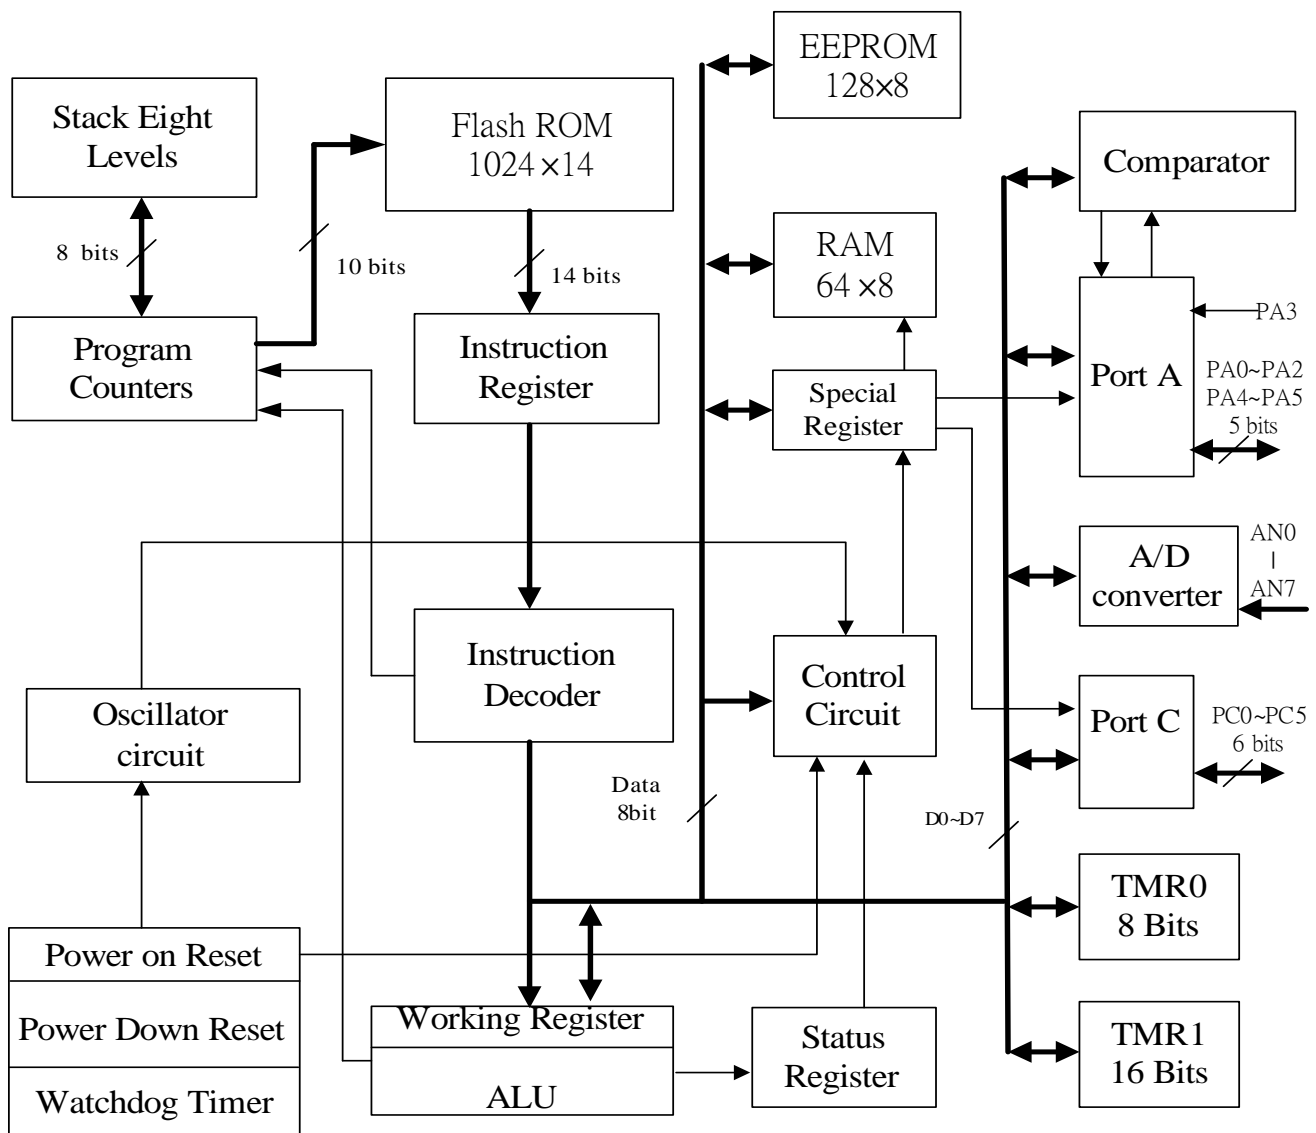 EEPROM
128×8
Stack Eight
Levels
Flash ROM
1024×14
Comparator
8 bits
10 bits
14 bits
RAM
64×8
PA3
Program
Counters
Instruction
Register
Special
Register
Port A
PA0~PA2
PA4~PA5
5 bits
A/D
converter
AN0
|
AN7
Instruction
Decoder
Control
Circuit
Oscillator
circuit
Port C
PC0~PC5
6 bits
Data
8bit
D0~D7
TMR0
8 Bits
Power on Reset
Power Down Reset
Watchdog Timer
Working Register
ALU
Status
Register
TMR1
16 Bits